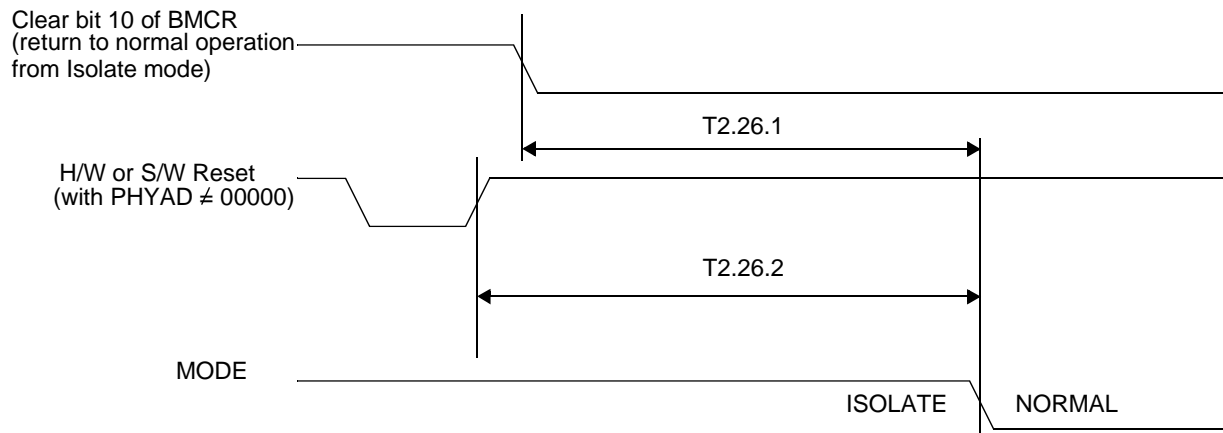 Clear bit 10 of BMCR
(return to normal operation
from Isolate mode)
T2.26.1
H/W or S/W Reset
(with PHYAD ≠ 00000)
T2.26.2
MODE
ISOLATE
NORMAL